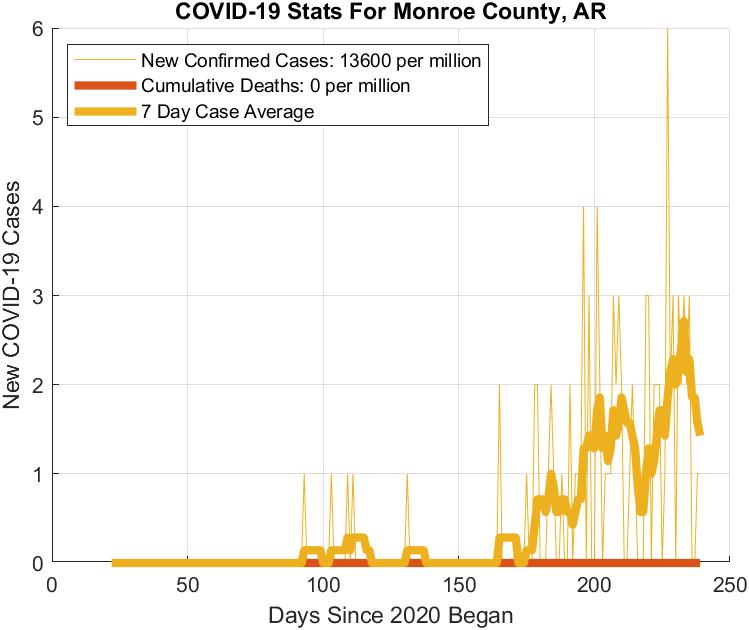 COVID-19 Stats For Monroe County, AR
New Confirmed Cases: 13600 per million
Cumulative Deaths: 0 per million
7 Day Case Average
New COVID-19 Cases
6
5
4
3
2
1
0
0 50 100 150 200 250
Days Since 2020 Began